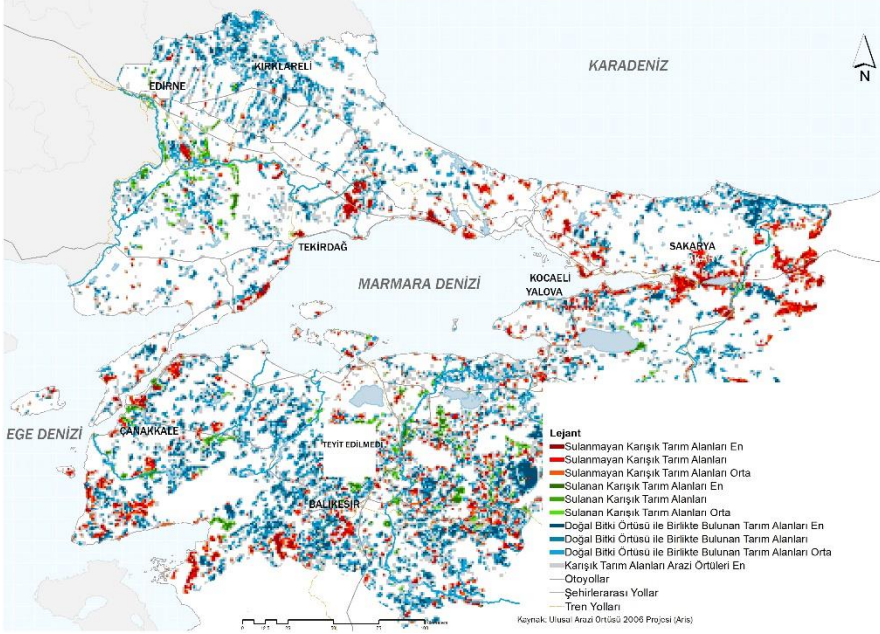 KARADENİZ
N
KIRKLARELİ
EDİRNE
TEKİRDAĞ
SAKARYA
MARMARA DENİZİ
KOCAELİ
YALOVA
EGE DENİZİ
ÇANAKKALE
TEYİT EDİLMEDİ
BALIKESİR
Lejant
Sulanmayan Karışık Tarım Alanları En
Sulanmayan Karışık Tarım Alanları
Sulanmayan Karışık Tarım Alanları Orta
Sulanan Karışık Tarım Alanları En
Sulanan Karışık Tarım Alanları
Sulanan Karışık Tarım Alanları Orta
Doğal Bitki Örtüsü ile Birlikte Bulunan Tarım Alanları En
Doğal Bitki Örtüsü ile Birlikte Bulunan Tarım Alanları
Doğal Bitki Örtüsü ile Birlikte Bulunan Tarım Alanları Orta
Karışık Tarım Alanları Arazi Örtüleri En
Otoyollar
Şehirlerarası Yollar
Tren Yolları
Kaynak: Ulusal Arazi Örtüsü 2006 Projesi (Aris)